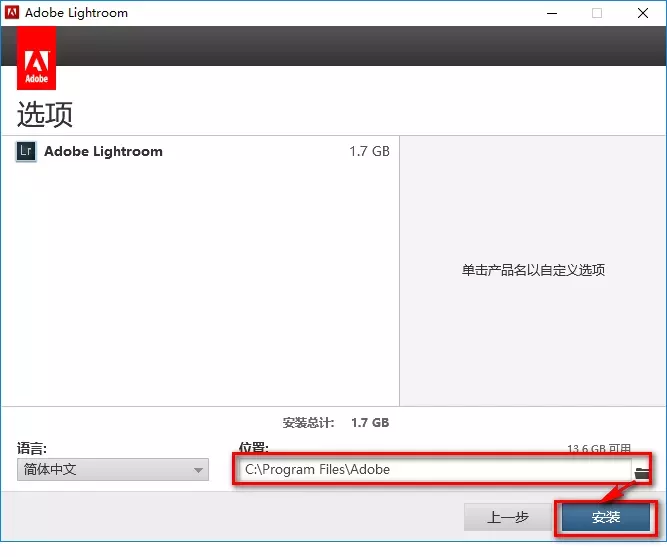 Adobe Lightroom
Adobe
选项
Lr Adobe Lightroom 1.7 GB
单击产品名以自定义选项
安装总计: 1.7 GB
语言: 位置: 13.6 GB 可用
简体中文 C:\Program Files\Adobe
上一步 安装